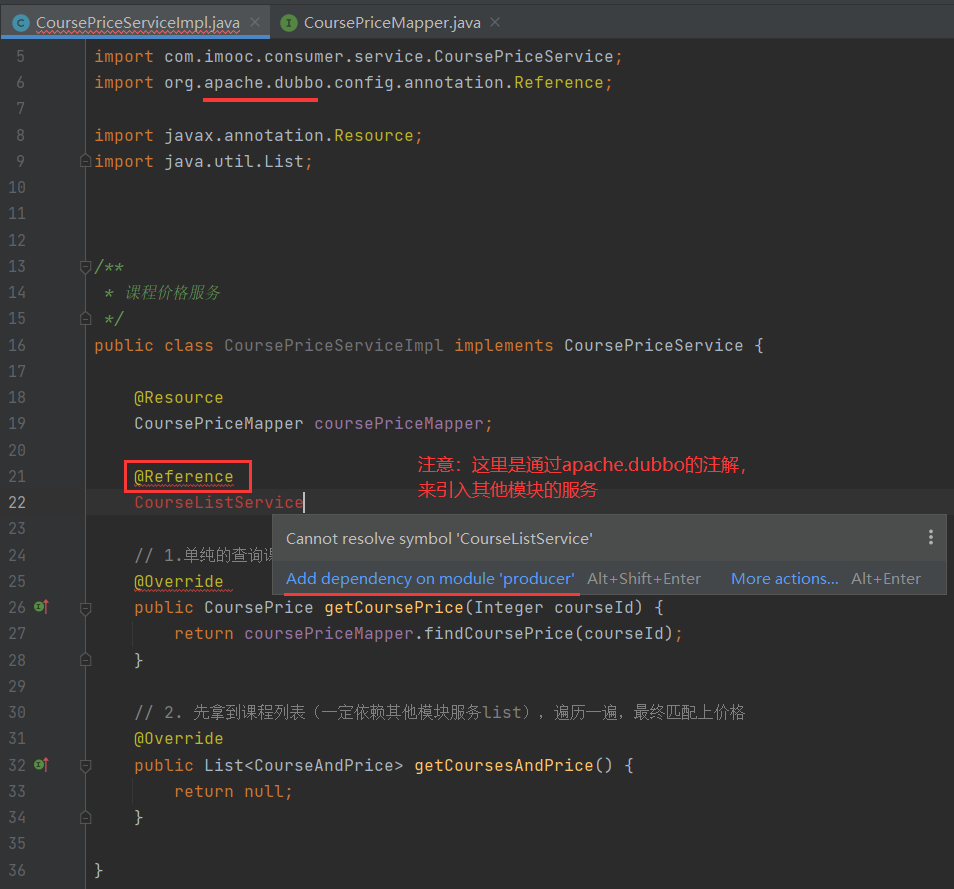 CoursePriceServiceImpl.java
CoursePriceMapper.java
5 import com.imooc.consumer.service.CoursePriceService;
6 import org.apache.dubbo.config.annotation.Reference;
7
8 import javax.annotation.Resource;
9 import java.util.List;
10
11
12
13 /**
14 * 课程价格服务
15 */
16 public class CoursePriceServiceImpl implements CoursePriceService {
17
18 @Resource
19 CoursePriceMapper coursePriceMapper;
20
21 @Reference
注意：这里是通过apache.dubbo的注解，
来引入其他模块的服务
22 CourseListService
23
Cannot resolve symbol 'CourseListService'
24 // 1.单纯的查询
Add dependency on module 'producer' Alt+Shift+Enter More actions... Alt+Enter
25 @Override
26 public CoursePrice getCoursePrice(Integer courseId) {
27 return coursePriceMapper.findCoursePrice(courseId);
28 }
29
30 // 2. 先拿到课程列表（一定依赖其他模块服务list），遍历一遍，最终匹配上价格
31 @Override
32 public List<CourseAndPrice> getCoursesAndPrice() {
33 return null;
34 }
35
36 }